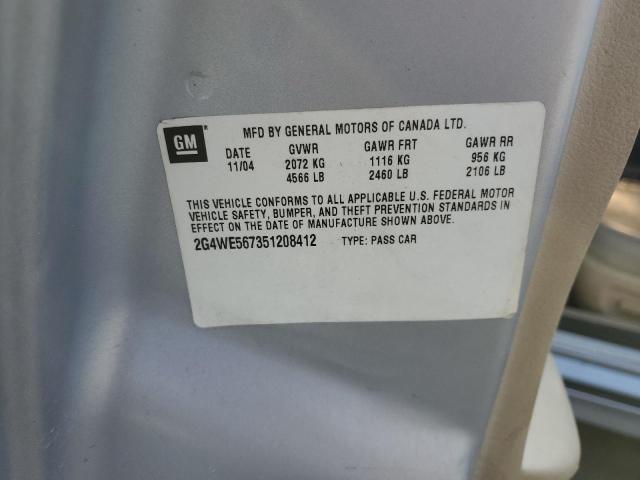 GM
MFD BY GENERAL MOTORS OF CANADA LTD.
DATE GVWR GAWR FRT GAWR RR
11/04 2072 KG 1116 KG 956 KG
4566 LB 2460 LB 2106 LB
THIS VEHICLE CONFORMS TO ALL APPLICABLE U.S. FEDERAL MOTOR
VEHICLE SAFETY, BUMPER, AND THEFT PREVENTION STANDARDS IN
EFFECT ON THE DATE OF MANUFACTURE SHOWN ABOVE.
2G4WE567351208412 TYPE: PASS CAR